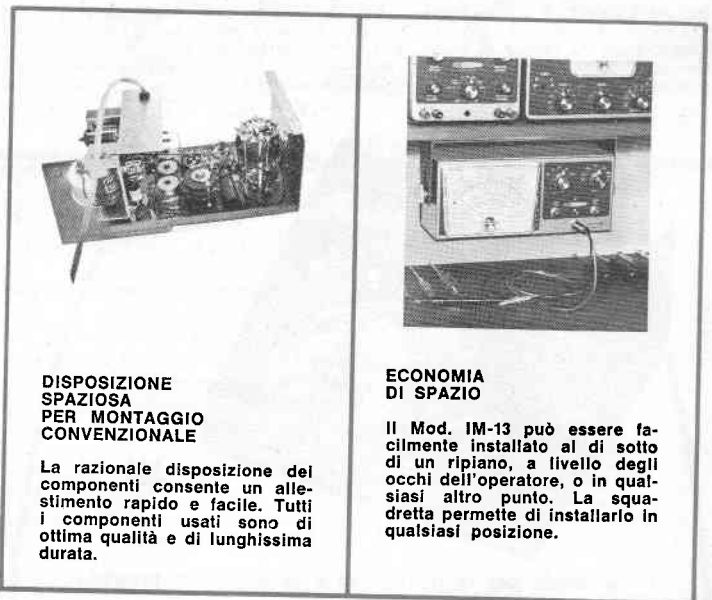 DISPOSIZIONE
SPAZIOSA
PER MONTAGGIO
CONVENZIONALE
La razionale disposizione dei
componenti consente un alle-
stimento rapido e facile. Tutti
i componenti usati sono di
ottima qualità e di lunghissima
durata.
ECONOMIA
DI SPAZIO
Il Mod. IM-13 può essere fa-
cilmente installato al di sotto
di un ripiano, a livello degli
occhi dell'operatore, o in qual-
siasi altro punto. La squa-
dretta permette di installarlo in
qualsiasi posizione.